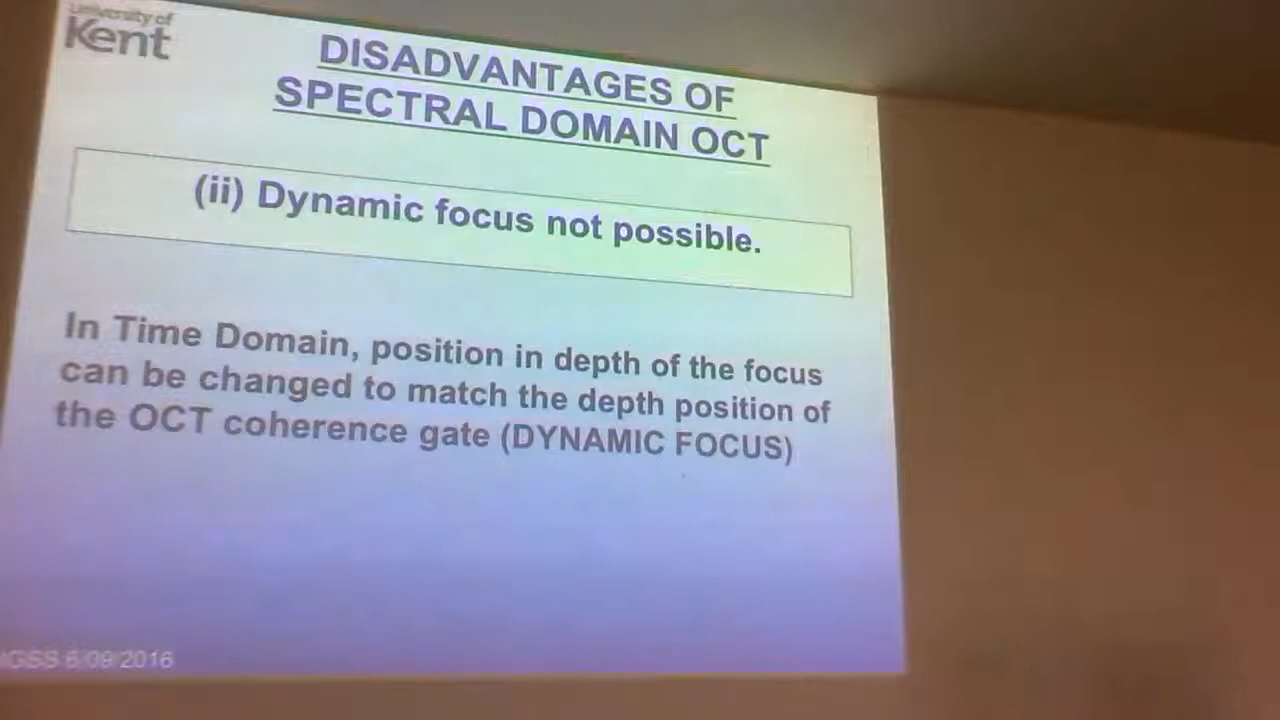 University of
Kent
DISADVANTAGES OF
SPECTRAL DOMAIN OCT
(ii) Dynamic focus not possible.
In Time Domain, position in depth of the focus
can be changed to match the depth position of
the OCT coherence gate (DYNAMIC FOCUS)
6/09/2016